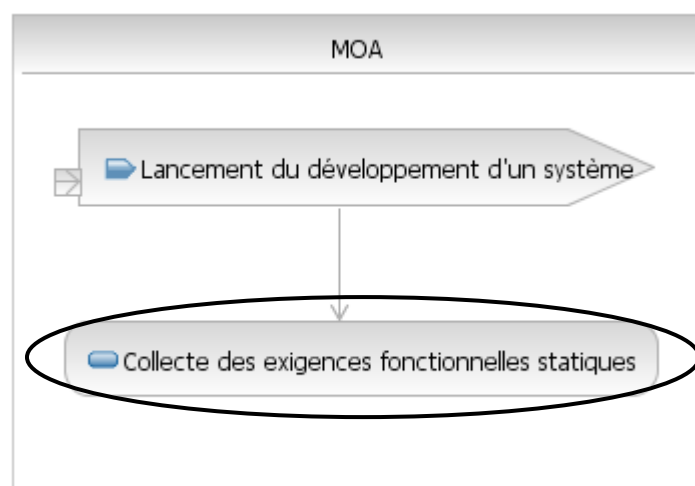 MOA
Lancement du développement d'un système
Collecte des exigences fonctionnelles statiques